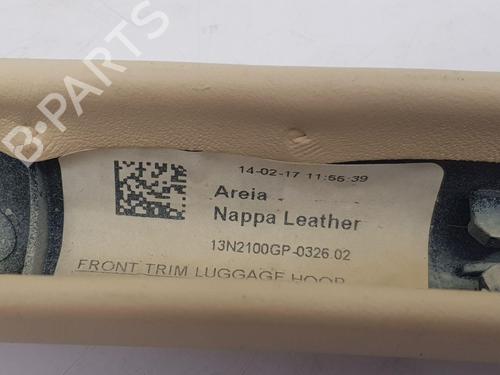 B-PARTS
14-02-17 11:56:39
Areia
Nappa Leather
13N2100GP-0326.02
FRONT TRIM LUGGAGE HOOP